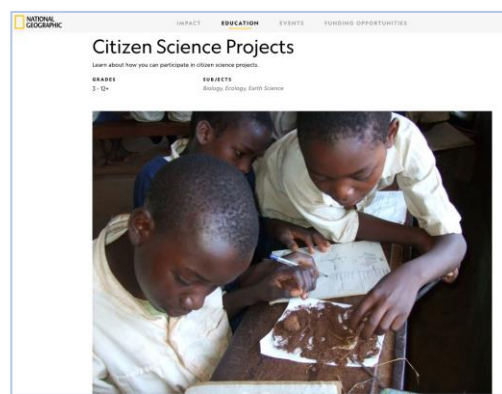 NATIONAL
GEOGRAPHIC
IMPACT EDUCATION EVENTS FUNDING OPPORTUNITIES
Citizen Science Projects
Learn about how you can participate in citizen science projects.
GRADES SUBJECTS
3 - 12+ Biology, Ecology, Earth Science